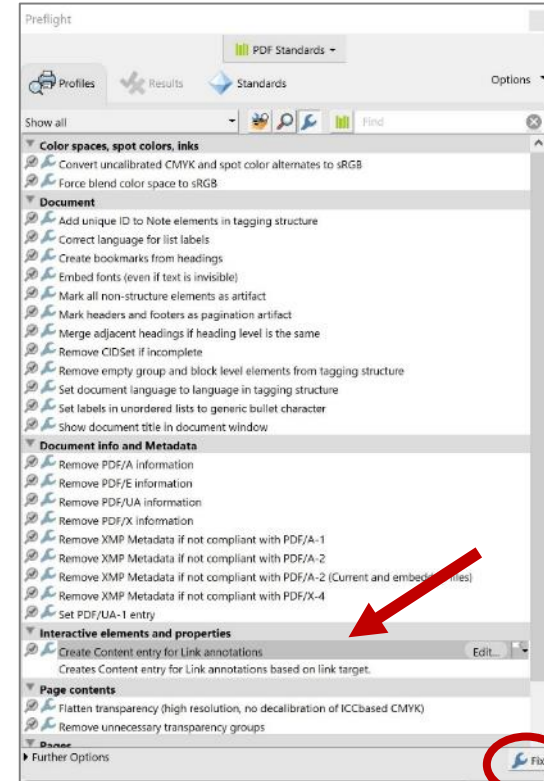 Preflight
PDF Standards
Profiles Results Standards Options
Show all Find
Color spaces, spot colors, inks
Convert uncalibrated CMYK and spot color alternates to sRGB
Force blend color space to sRGB
Document
Add unique ID to Note elements in tagging structure
Correct language for list labels
Create bookmarks from headings
Embed fonts (even if text is invisible)
Mark all non-structure elements as artifact
Mark headers and footers as pagination artifact
Merge adjacent headings if heading level is the same
Remove CIDSet if incomplete
Remove empty group and block level elements from tagging structure
Set document language to language in tagging structure
Set labels in unordered lists to generic bullet character
Show document title in document window
Document info and Metadata
Remove PDF/A information
Remove PDF/E information
Remove PDF/UA information
Remove PDF/X information
Remove XMP Metadata if not compliant with PDF/A-1
Remove XMP Metadata if not compliant with PDF/A-2
Remove XMP Metadata if not compliant with PDF/A-2 (Current and files)
Remove XMP Metadata if not compliant with PDF/X-4
Set PDF/UA-1 entry
Interactive elements and properties
Create Content entry for Link annotations Edit...
Creates Content entry for Link annotations based on link target.
Page contents
Flatten transparency (high resolution, no decalibration of ICCbased CMYK)
Remove unnecessary transparency groups
Pages
Further Options Fix